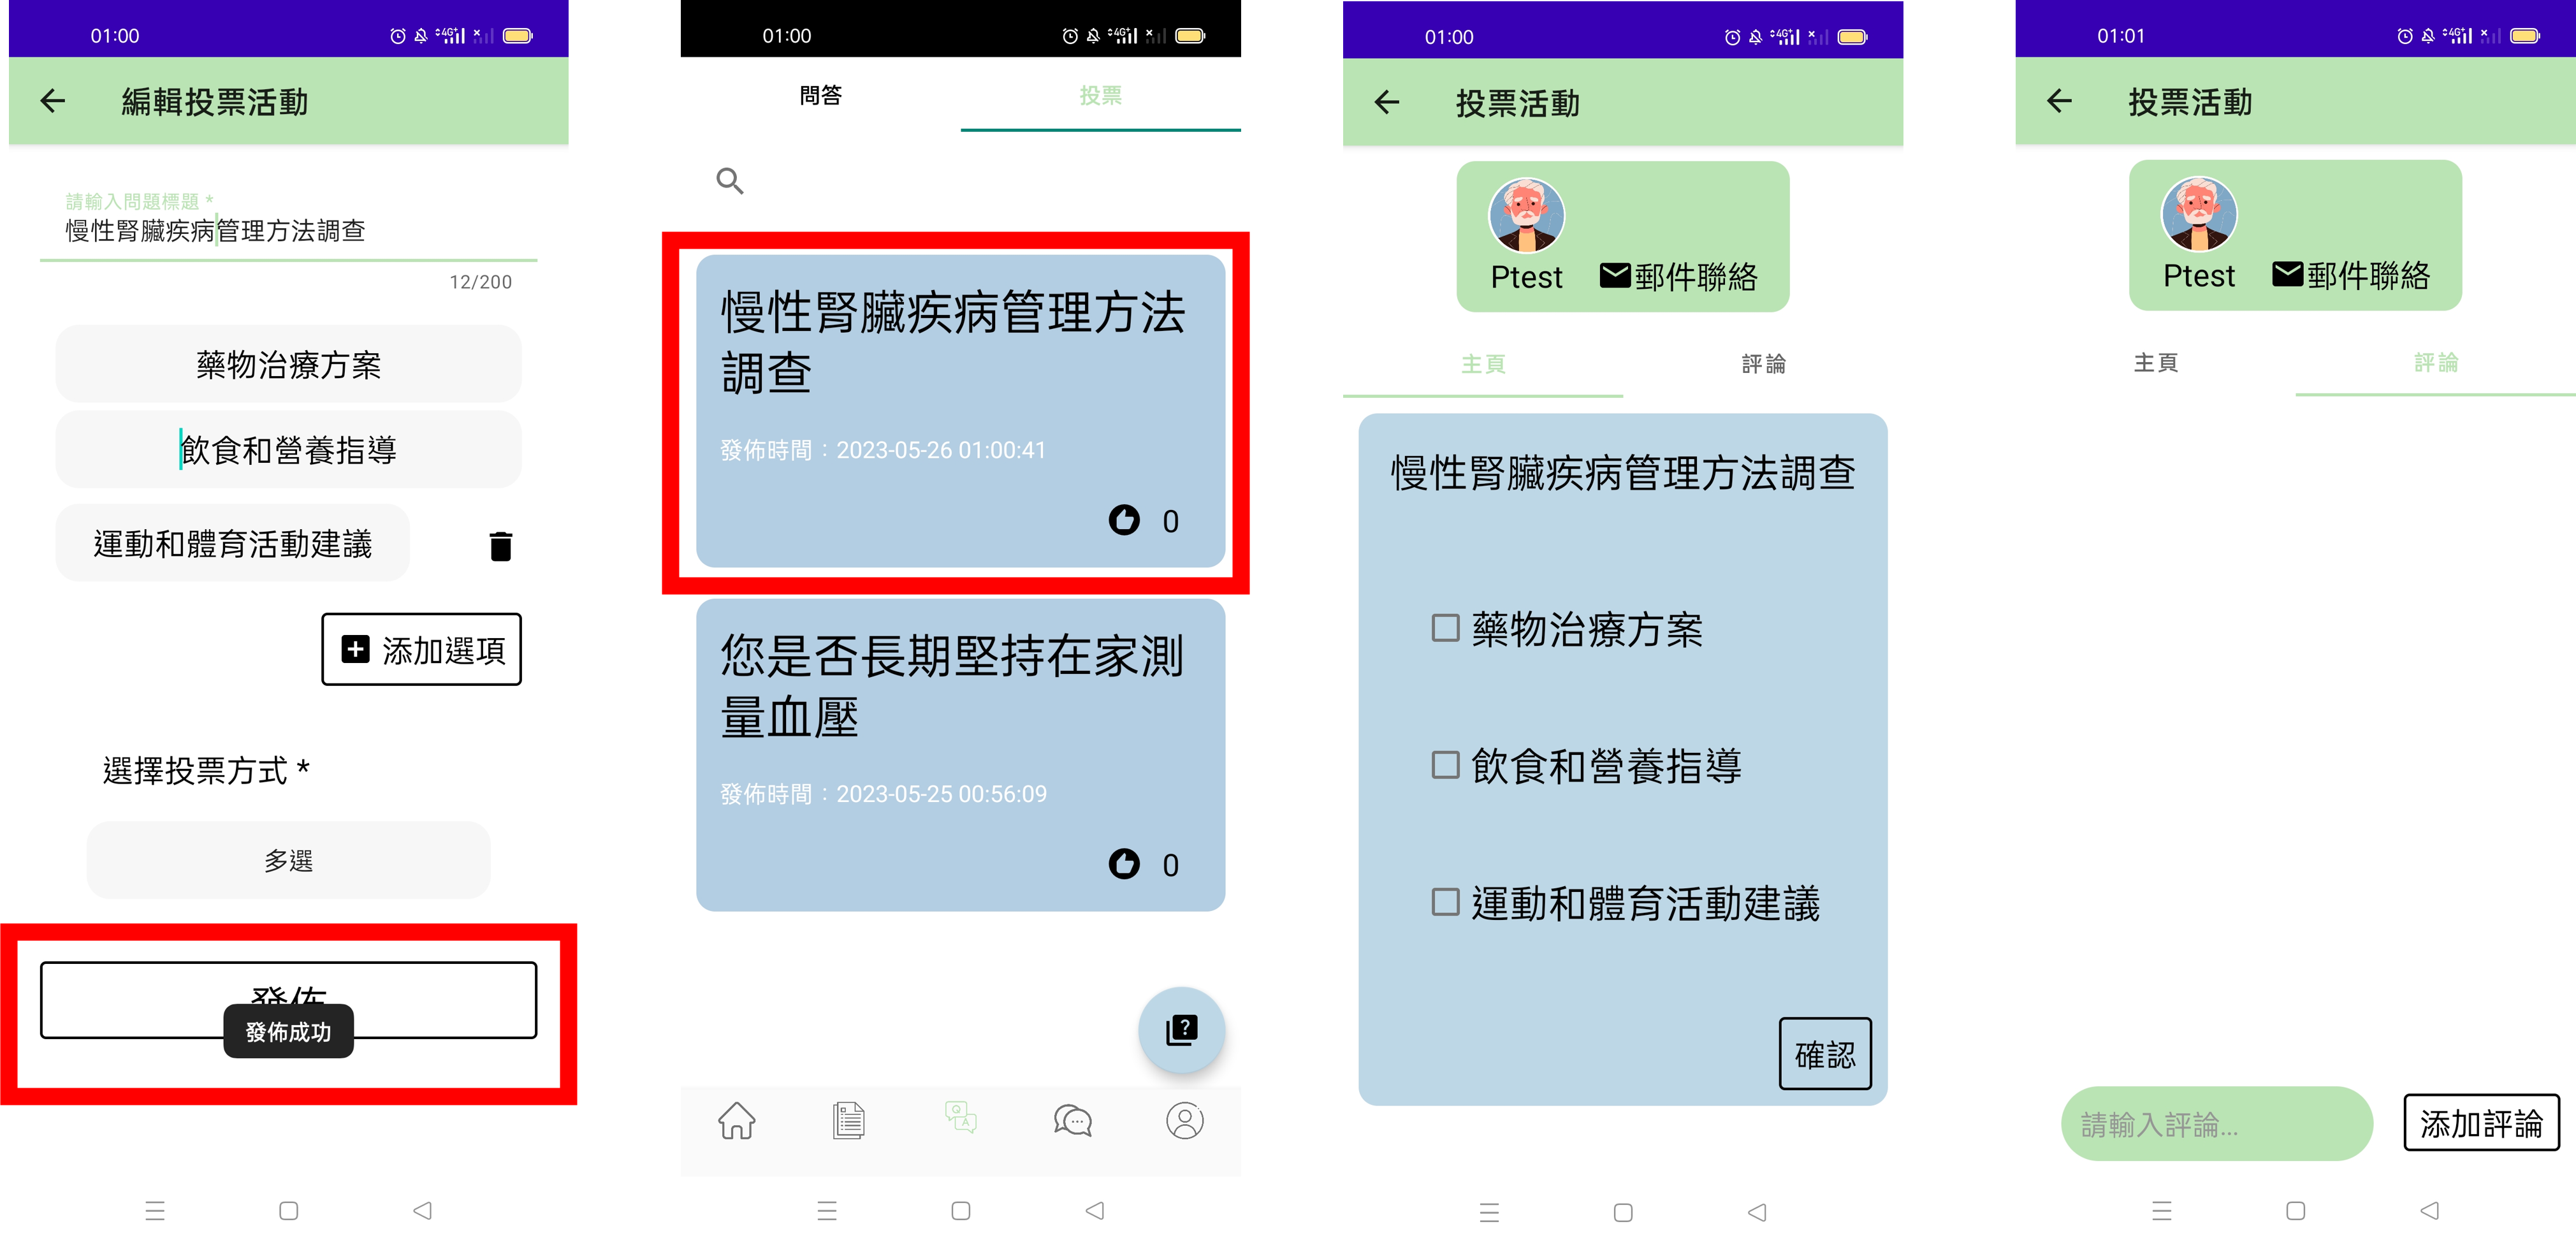 01:00
編輯投票活動
請輸入問題標題 *
慢性腎臟疾病管理方法調查
12/200
藥物治療方案
飲食和營養指導
運動和體育活動建議
添加選項
選擇投票方式 *
多選
發佈
發佈成功
01:00
問答
投票
慢性腎臟疾病管理方法
調查
發佈時間：2023-05-26 01:00:41
0
您是否長期堅持在家測
量血壓
發佈時間：2023-05-25 00:56:09
0
01:00
投票活動
Ptest
郵件聯絡
主頁
評論
慢性腎臟疾病管理方法調查
藥物治療方案
飲食和營養指導
運動和體育活動建議
確認
01:01
投票活動
Ptest
郵件聯絡
主頁
評論
請輸入評論...
添加評論